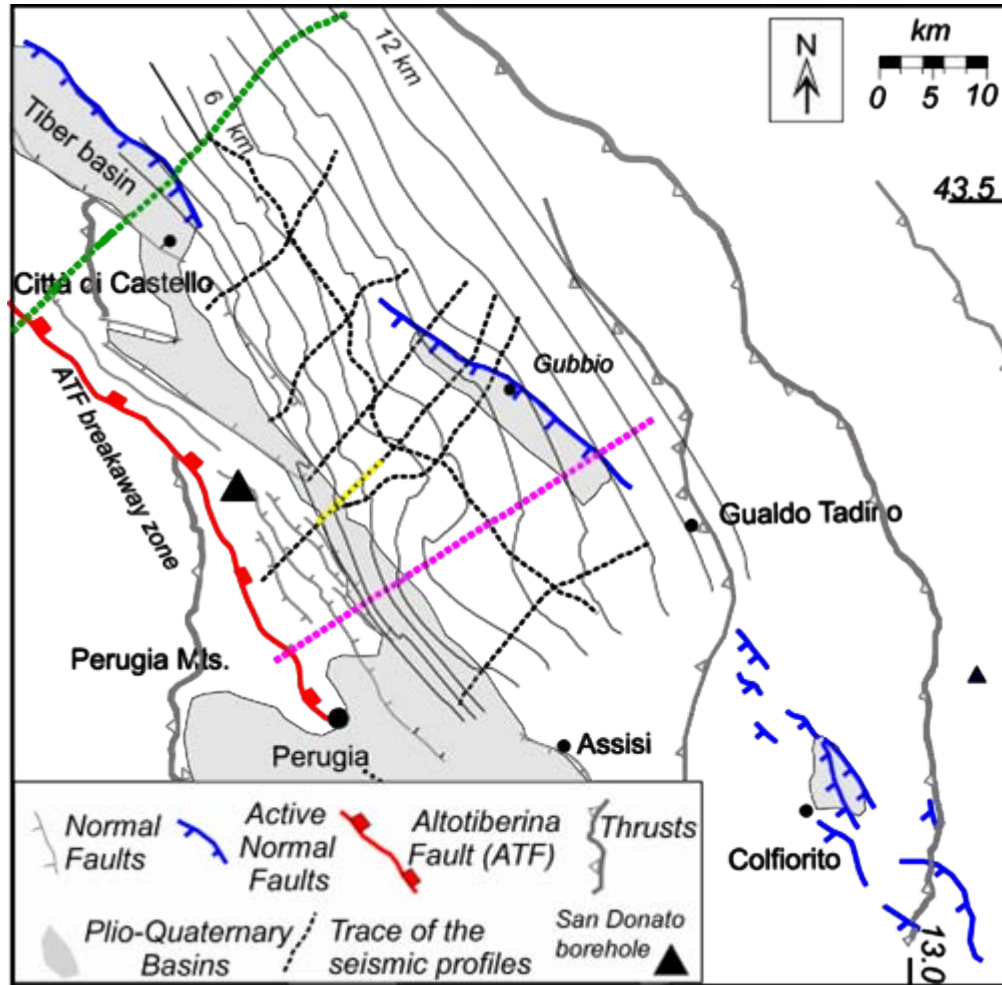 N
km
0 5 10
12 km
6
km
Tiber basin
43.5
Città di Castello
Gubbio
ATF breakaway zone
Gualdo Tadino
Perugia Mts.
Perugia
Assisi
Colfiorito
13.0
Normal
Faults
Active
Normal
Faults
Altotiberina
Fault (ATF)
Thrusts
Plio-Quaternary
Basins
Trace of the
seismic profiles
San Donato
borehole